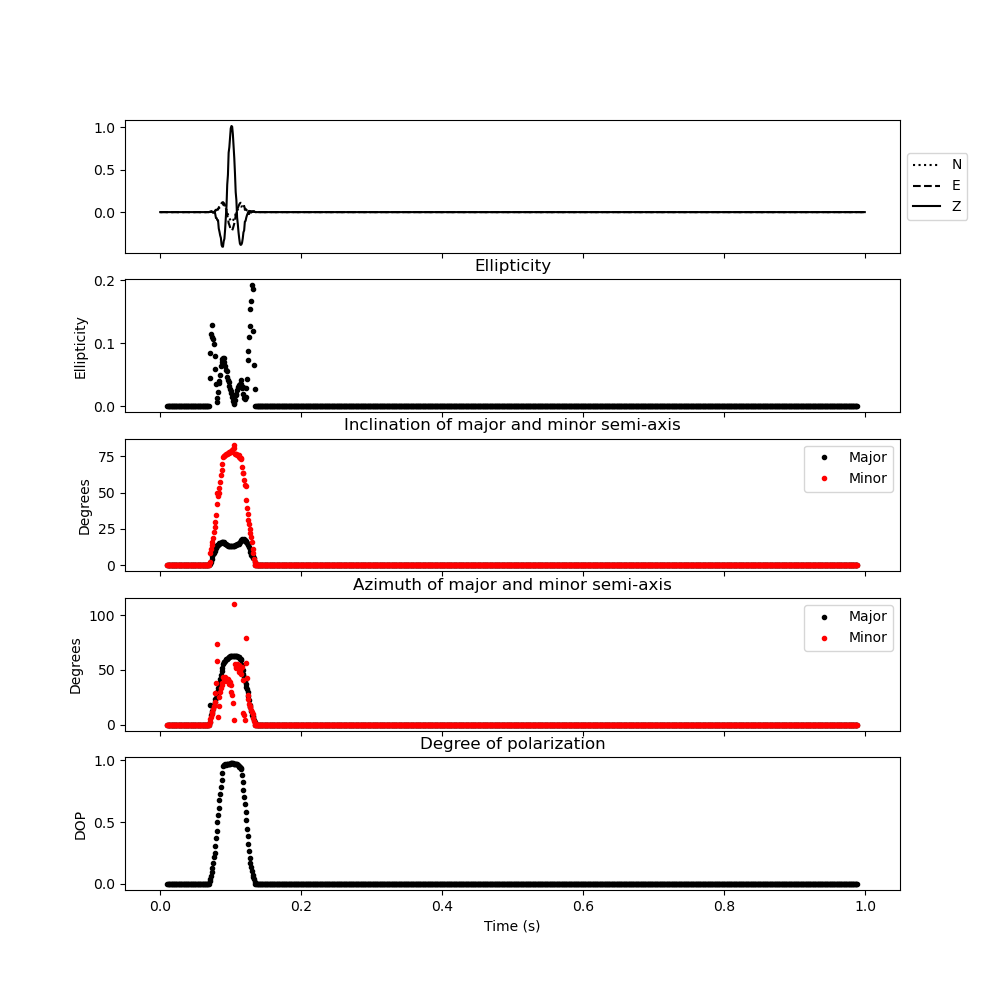 1.0
0.5
0.0
N
E
Z
Ellipticity
0.2
0.1
0.0
Ellipticity
Inclination of major and minor semi-axis
75
50
25
0
Degrees
Major
Minor
Azimuth of major and minor semi-axis
100
50
0
Degrees
Major
Minor
Degree of polarization
1.0
0.5
0.0
DOP
0.0 0.2 0.4 0.6 0.8 1.0
Time (s)